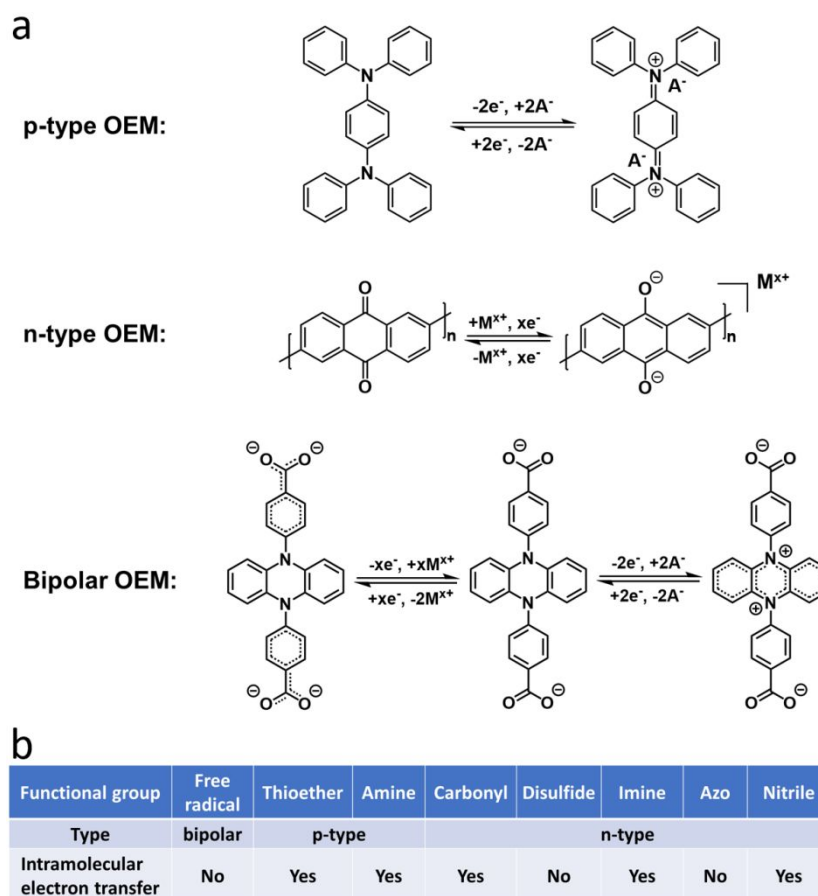 a
p-type OEM:
N
N
-2e⁻, +2A⁻
+2e⁻, -2A⁻
⊕
N
A⁻
A⁻
N
⊕
n-type OEM:
O
O
n
+Mˣ⁺, xe⁻
-Mˣ⁺, xe⁻
O ⊖
O ⊖
n
Mˣ⁺
Bipolar OEM:
⊖ O O ⊖
N
N
⊖ O O ⊖
-xe⁻, +xMˣ⁺
+xe⁻, -2Mˣ⁺
⊖ O O
N
N
O O ⊖
-2e⁻, +2A⁻
+2e⁻, -2A⁻
⊖ O O
N ⊕
⊕ N
O O ⊖
b
Functional group Free radical Thioether Amine Carbonyl Disulfide Imine Azo Nitrile
Type bipolar p-type n-type
Intramolecular electron transfer No Yes Yes Yes No Yes No Yes